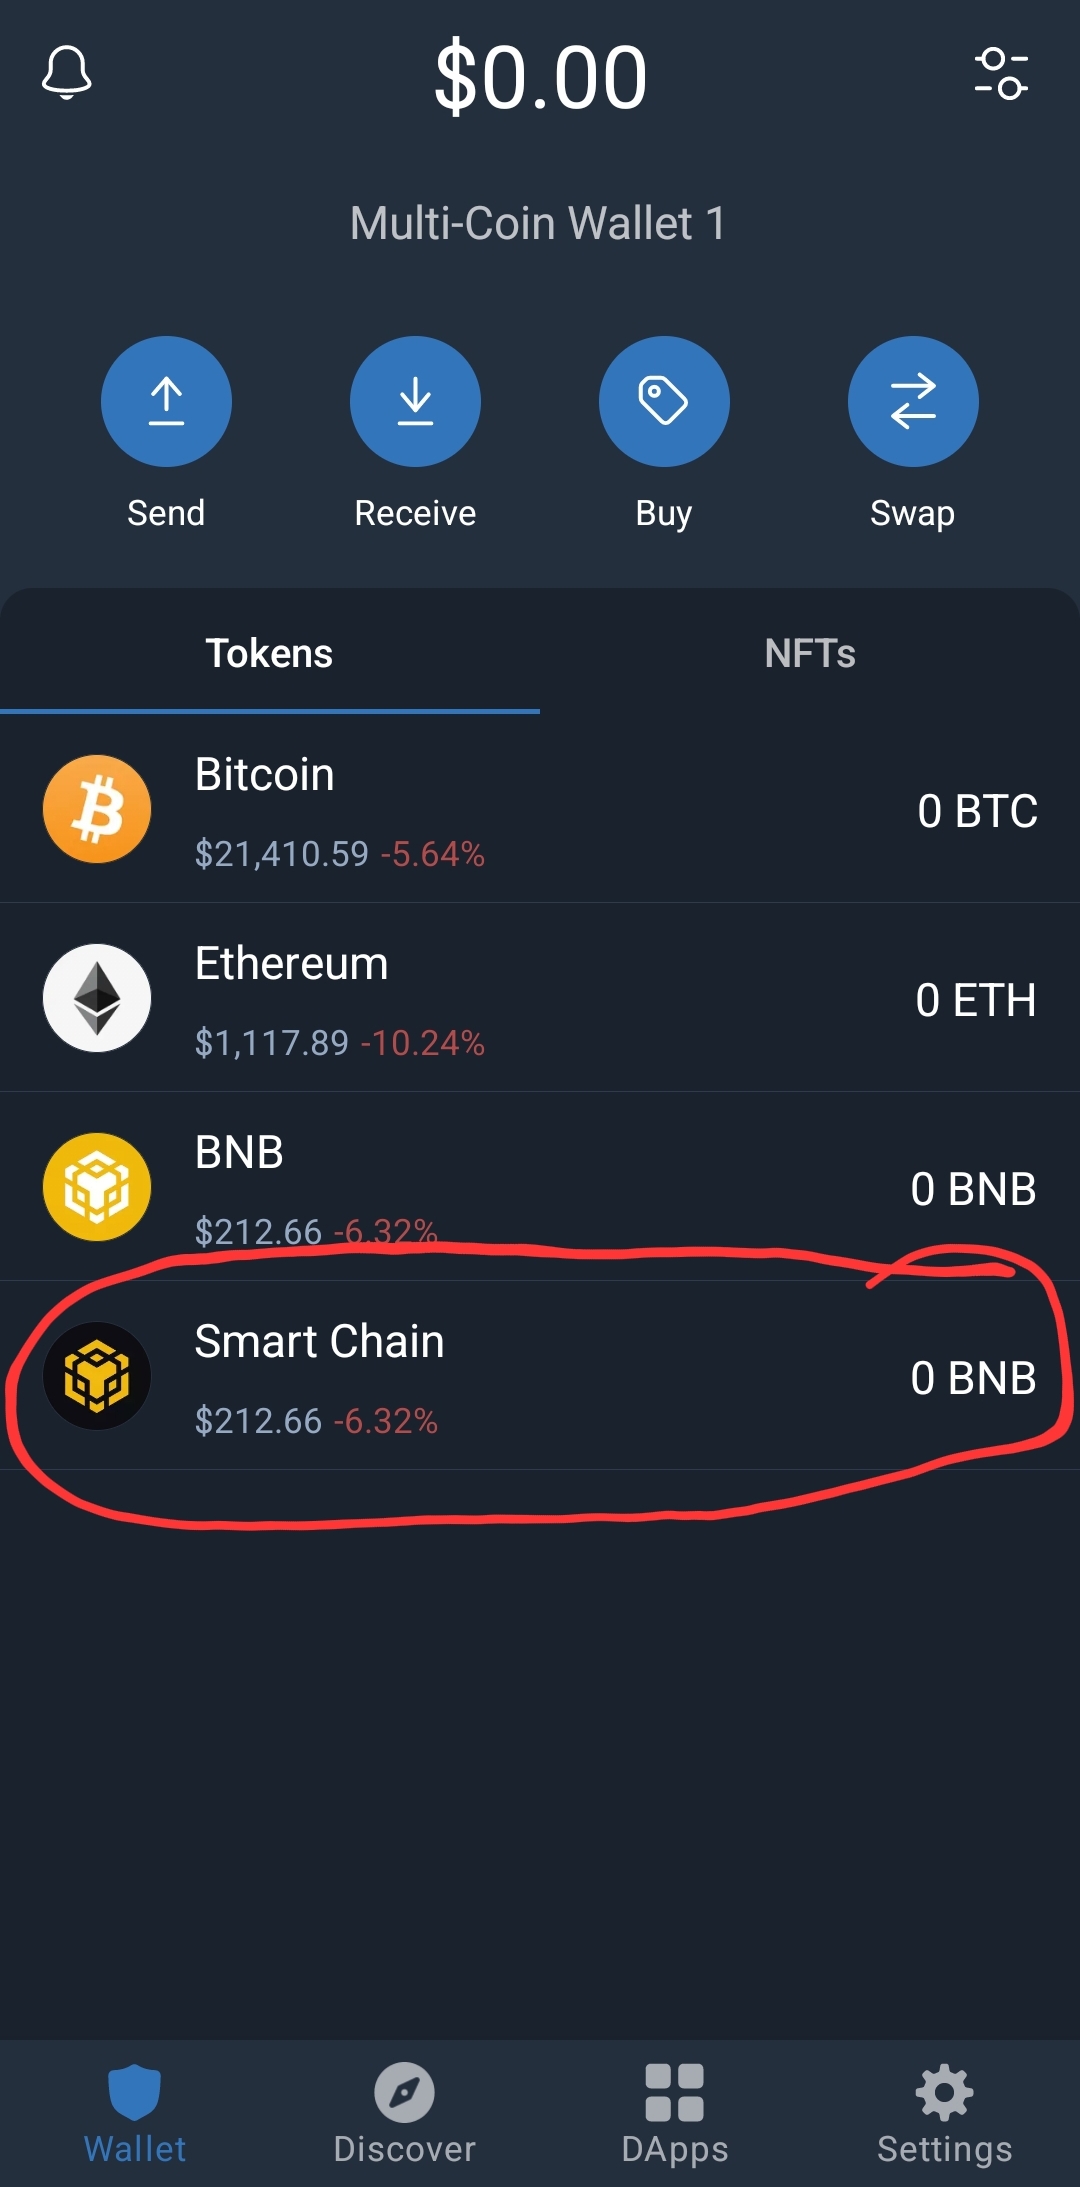 $0.00
Multi-Coin Wallet 1
Send Receive Buy Swap
Tokens NFTs
Bitcoin
0 BTC
$21,410.59 -5.64%
Ethereum
0 ETH
$1,117.89 -10.24%
BNB
0 BNB
$212.66 -6.32%
Smart Chain
0 BNB
$212.66 -6.32%
Wallet Discover DApps Settings